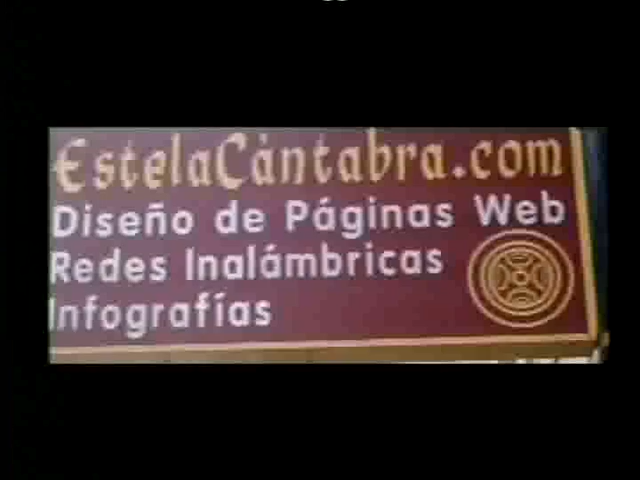 EstelaCántabra.com
Diseño de Páginas Web
Redes Inalámbricas
Infografías